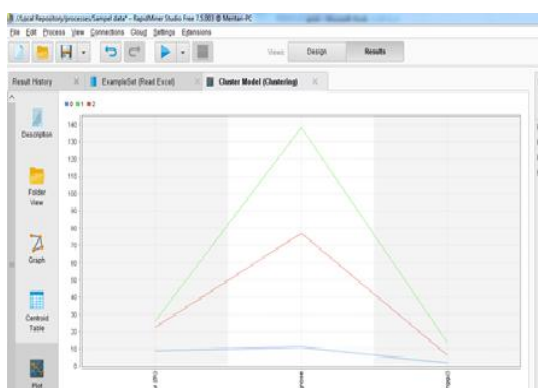 //Local Repository/processes/Sampel data* – RapidMiner Studio Free 7.5.003 @ Meritari-PC
File Edit Process View Connections Cloud Settings Extensions
Views: Design Results
Result History ExampleSet (Read Excel) Cluster Model (Clustering)
0 1 2
Description
Folder View
Graph
Centroid Table
Plot
140
130
120
110
100
90
80
70
60
50
40
30
20
10
0